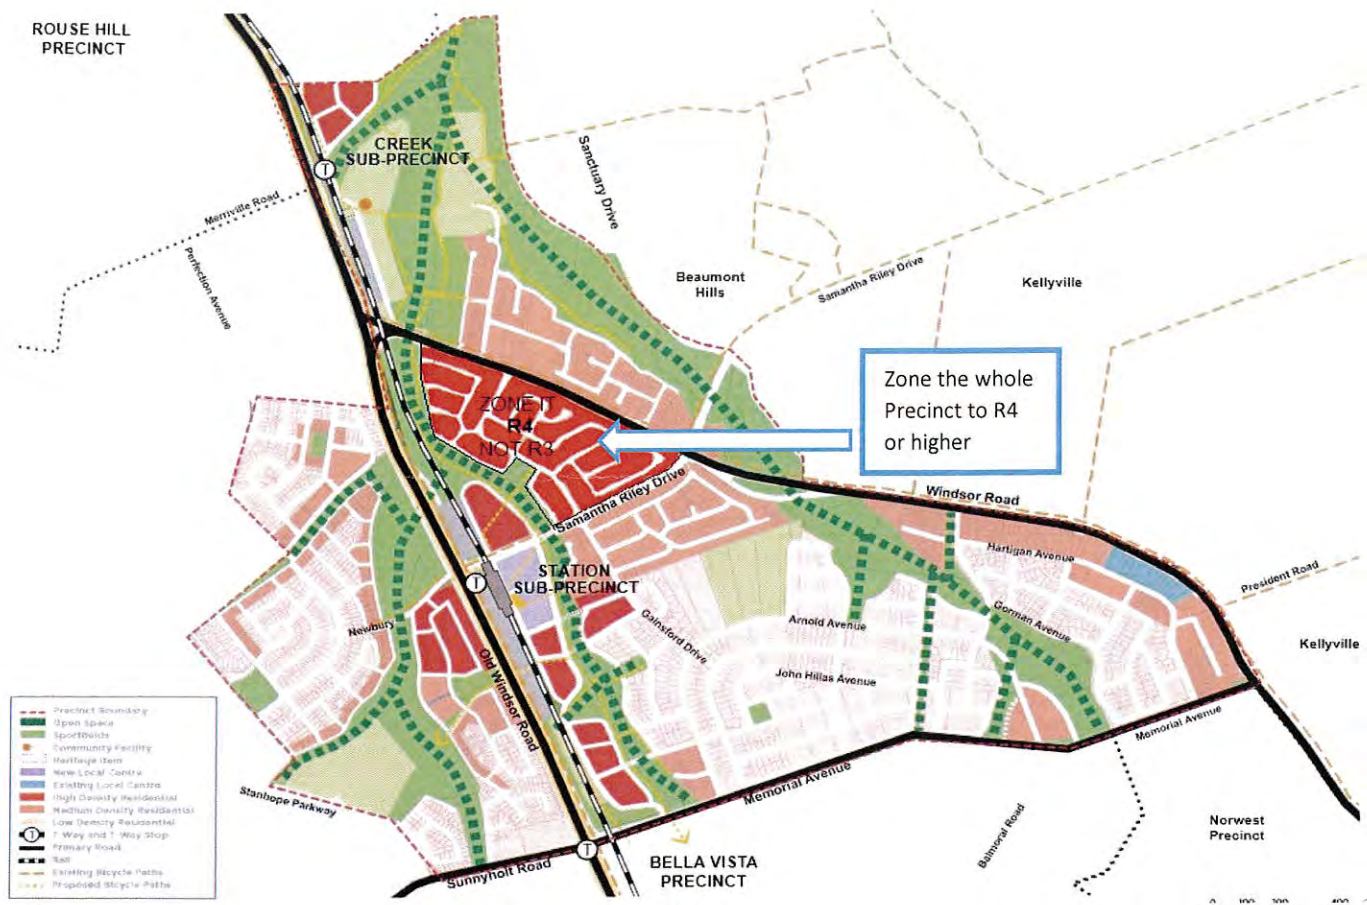 ROUSE HILL
PRECINCT
CREEK
SUB-PRECINCT
T
Merriville Road
Perfection Avenue
Sanctuary Drive
Beaumont
Hills
Samantha Riley Drive
Kellyville
ZONE IT
R4
NOT R3
Zone the whole
Precinct to R4
or higher
Samantha Riley Drive
Windsor Road
Hartigan Avenue
President Road
T
STATION
SUB-PRECINCT
Newbury
Old Windsor Road
Gainsford Drive
Arnold Avenue
Gorman Avenue
John Hillas Avenue
Kellyville
Memorial Avenue
Memorial Avenue
Stanhope Parkway
Balmoral Road
Norwest
Precinct
T
Sunnyholt Road
BELLA VISTA
PRECINCT
Precinct Boundary
Open Space
Sportfields
Community Facility
Heritage Item
New Local Centre
Existing Local Centre
High Density Residential
Medium Density Residential
Low Density Residential
T T-Way and T-Way Stop
Primary Road
Rail
Existing Bicycle Paths
Proposed Bicycle Paths
0 100